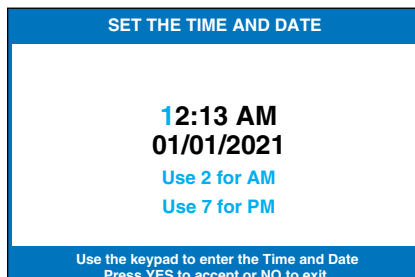 SET THE TIME AND DATE
12:13 AM
01/01/2021
Use 2 for AM
Use 7 for PM
Use the keypad to enter the Time and Date
Press YES to accept or NO to exit